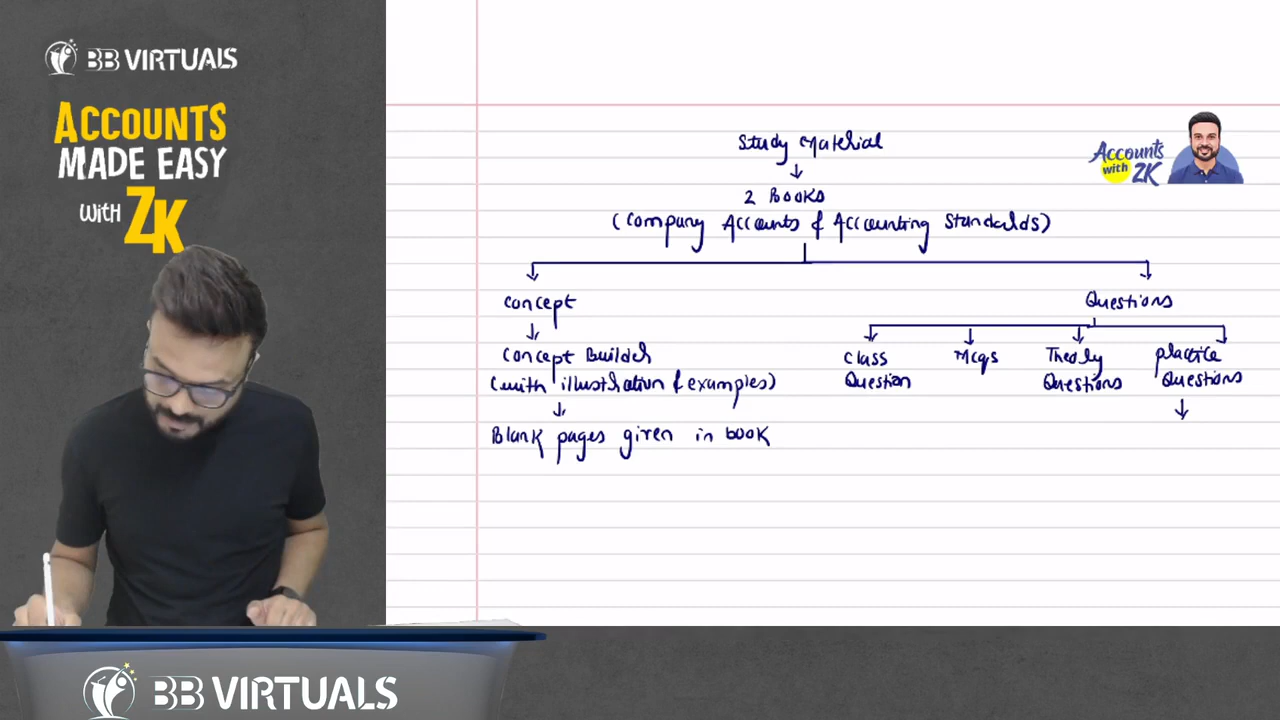 BB VIRTUALS
ACCOUNTS
MADE EASY
WITH ZK
Study Material
2 Books
(Company Accounts & Accounting Standards)
Accounts
with ZK
Concept
Questions
Concept Builder
(with illustration & examples)
Blank pages given in book
Class
Question
MCQs
Theory
Questions
Practice
Questions
BB VIRTUALS